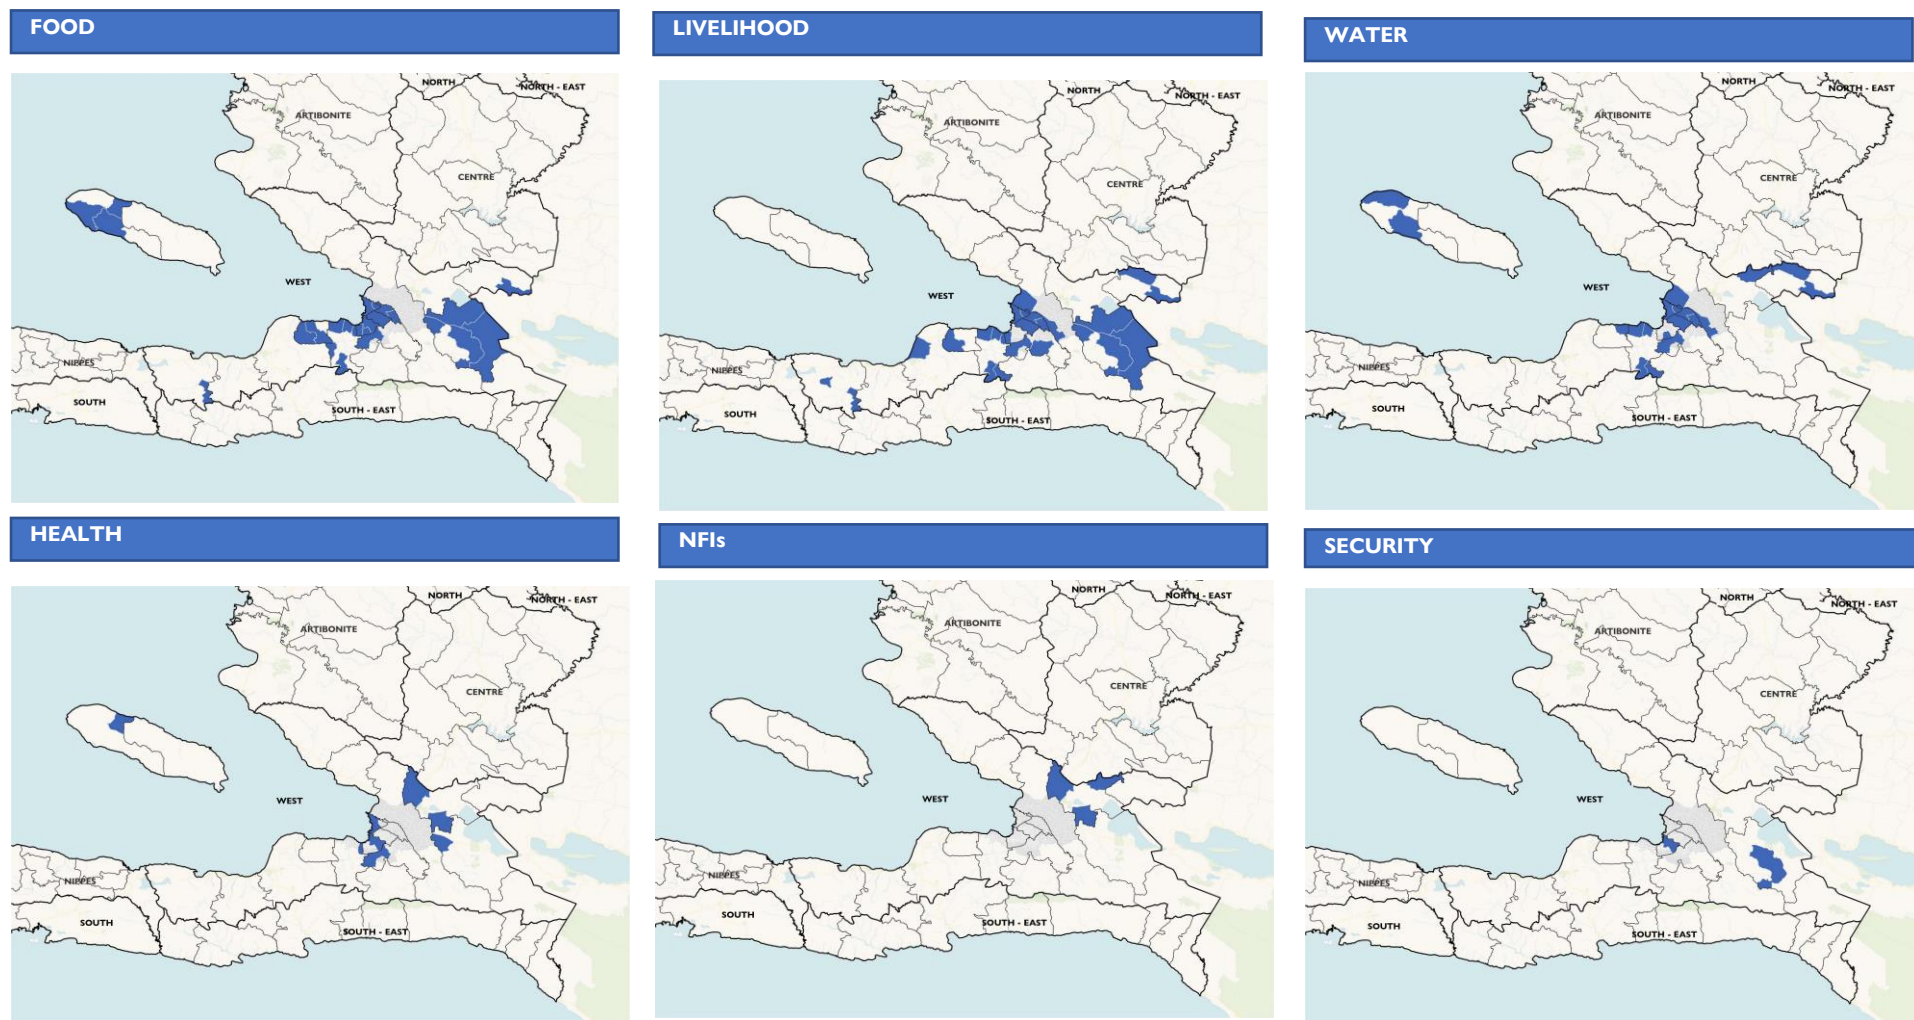 FOOD
NORTH
NORTH - EAST
ARTIBONITE
CENTRE
WEST
NIPPES
SOUTH
SOUTH - EAST
LIVELIHOOD
NORTH
NORTH - EAST
ARTIBONITE
CENTRE
WEST
NIPPES
SOUTH
SOUTH - EAST
WATER
NORTH
NORTH - EAST
ARTIBONITE
CENTRE
WEST
NIPPES
SOUTH
SOUTH - EAST
HEALTH
NORTH
NORTH - EAST
ARTIBONITE
CENTRE
WEST
NIPPES
SOUTH
SOUTH - EAST
NFIs
NORTH
NORTH - EAST
ARTIBONITE
CENTRE
WEST
NIPPES
SOUTH
SOUTH - EAST
SECURITY
NORTH
NORTH - EAST
ARTIBONITE
CENTRE
WEST
NIPPES
SOUTH
SOUTH - EAST